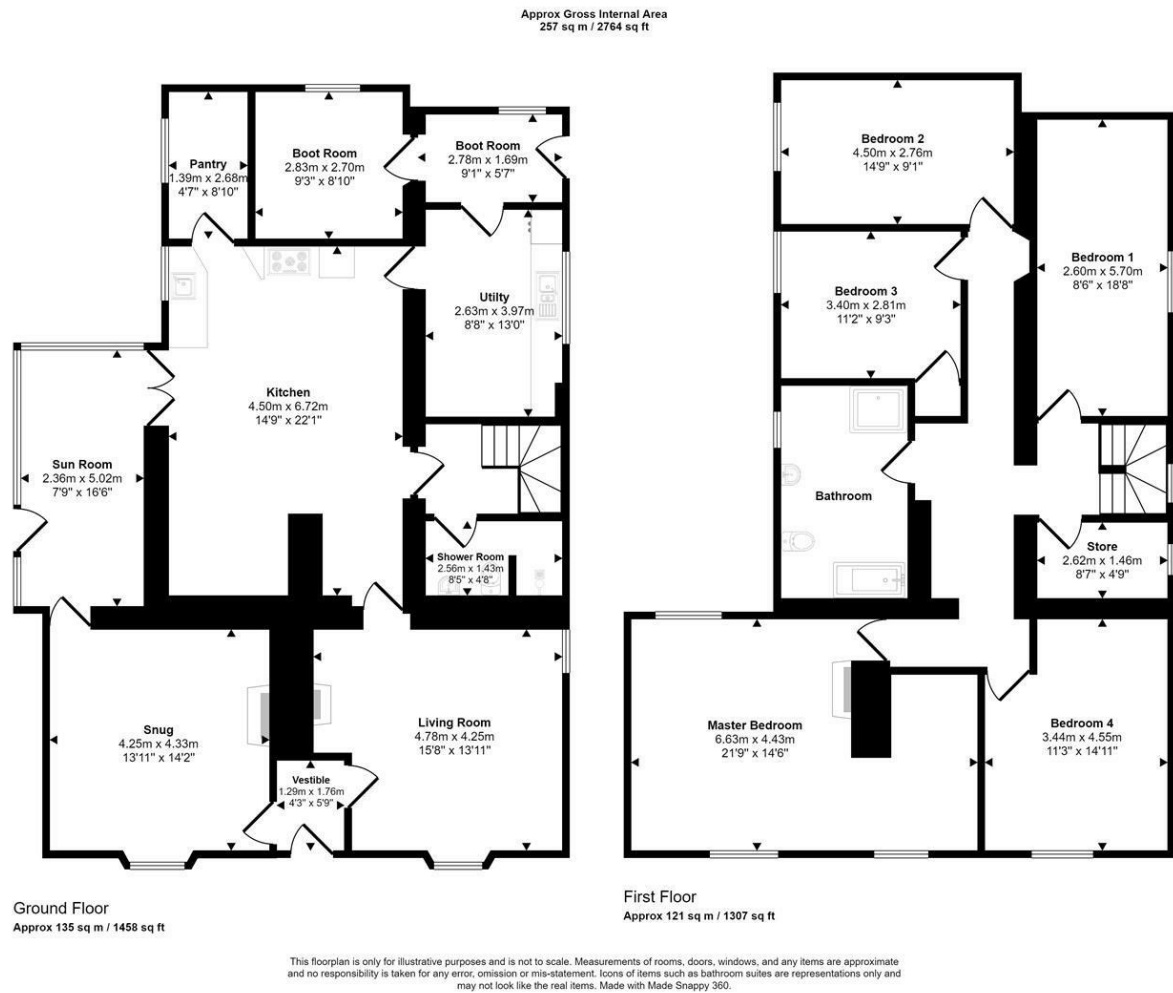 Approx Gross Internal Area
257 sq m / 2764 sq ft
Pantry
1.39m x 2.68m
4'7" x 8'10"
Boot Room
2.83m x 2.70m
9'3" x 8'10"
Boot Room
2.78m x 1.69m
9'1" x 5'7"
Utilty
2.63m x 3.97m
8'8" x 13'0"
Kitchen
4.50m x 6.72m
14'9" x 22'1"
Sun Room
2.36m x 5.02m
7'9" x 16'6"
Shower Room
2.56m x 1.43m
8'5" x 4'8"
Snug
4.25m x 4.33m
13'11" x 14'2"
Living Room
4.78m x 4.25m
15'8" x 13'11"
Vestible
1.29m x 1.76m
4'3" x 5'9"
Ground Floor
Approx 135 sq m / 1458 sq ft
Bedroom 2
4.50m x 2.76m
14'9" x 9'1"
Bedroom 1
2.60m x 5.70m
8'6" x 18'8"
Bedroom 3
3.40m x 2.81m
11'2" x 9'3"
Bathroom
Store
2.62m x 1.46m
8'7" x 4'9"
Master Bedroom
6.63m x 4.43m
21'9" x 14'6"
Bedroom 4
3.44m x 4.55m
11'3" x 14'11"
First Floor
Approx 121 sq m / 1307 sq ft
This floorplan is only for illustrative purposes and is not to scale. Measurements of rooms, doors, windows, and any items are approximate
and no responsibility is taken for any error, omission or mis-statement. Icons of items such as bathroom suites are representations only and
may not look like the real items. Made with Made Snappy 360.